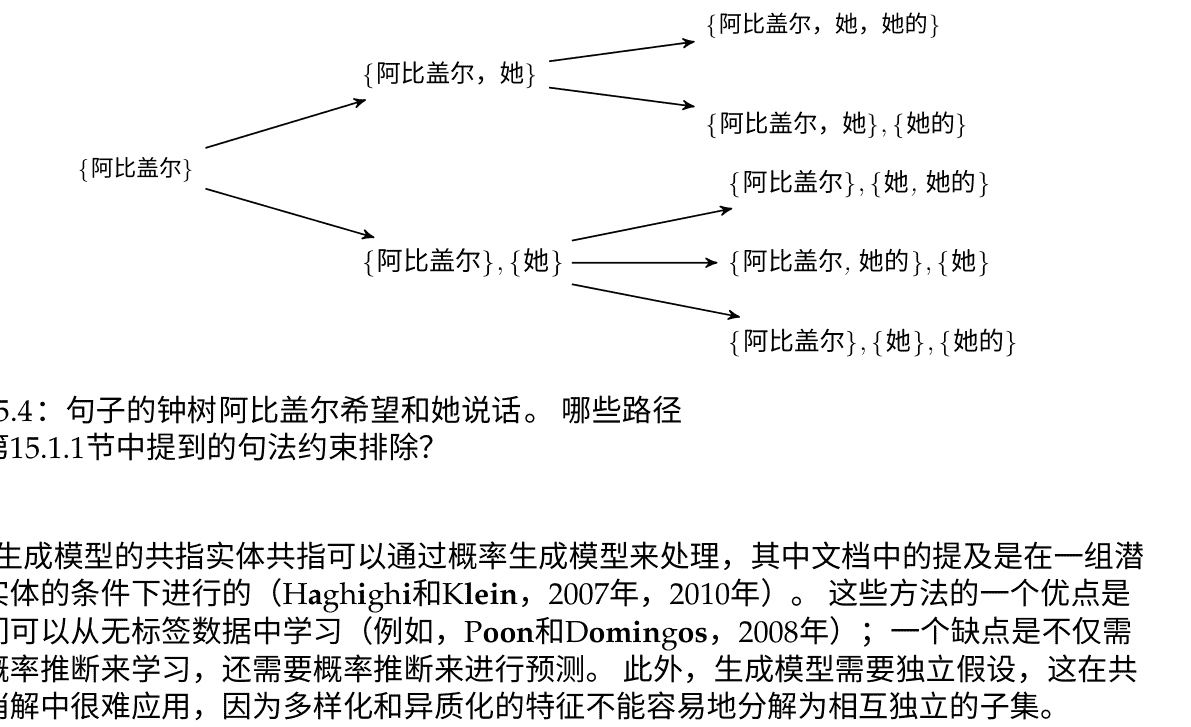 {阿比盖尔，她，她的}
{阿比盖尔，她}
{阿比盖尔，她}, {她的}
{阿比盖尔}
{阿比盖尔}, {她, 她的}
{阿比盖尔}, {她}
{阿比盖尔, 她的}, {她}
{阿比盖尔}, {她}, {她的}
5.4：句子的钟树阿比盖尔希望和她说话。 哪些路径
第15.1.1节中提到的句法约束排除？
生成模型的共指实体共指可以通过概率生成模型来处理，其中文档中的提及是在一组潜
实体的条件下进行的（Haghighi和Klein，2007年，2010年）。 这些方法的一个优点是
们可以从无标签数据中学习（例如，Poon和Domingos，2008年）；一个缺点是不仅需
概率推断来学习，还需要概率推断来进行预测。 此外，生成模型需要独立假设，这在共
消解中很难应用，因为多样化和异质化的特征不能容易地分解为相互独立的子集。